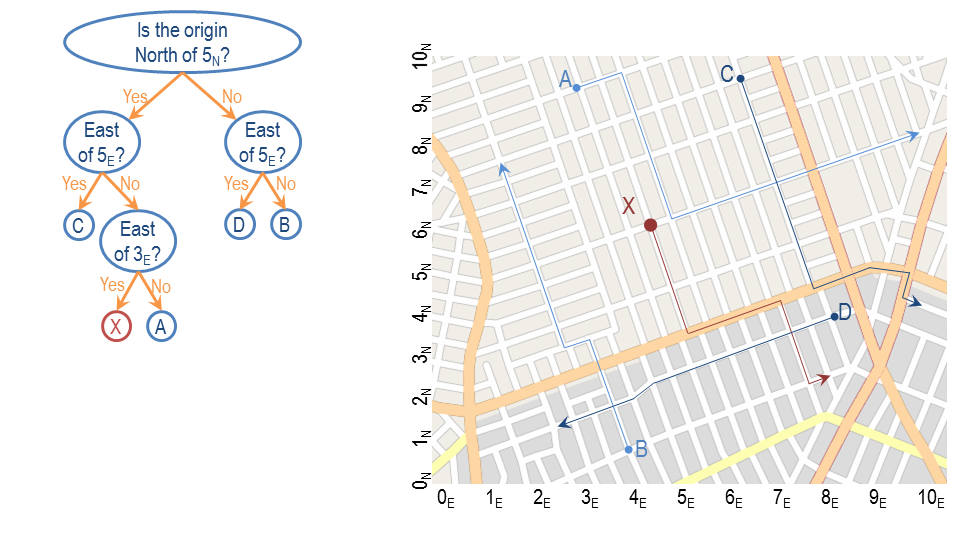 Is the origin
North of 5N?
Yes
No
East
of 5E?
East
of 5E?
Yes
No
Yes
No
C
East
of 3E?
D
B
Yes
No
X
A
10N
9N
8N
7N
6N
5N
4N
3N
2N
1N
0N
A
C
X
D
B
0E
1E
2E
3E
4E
5E
6E
7E
8E
9E
10E